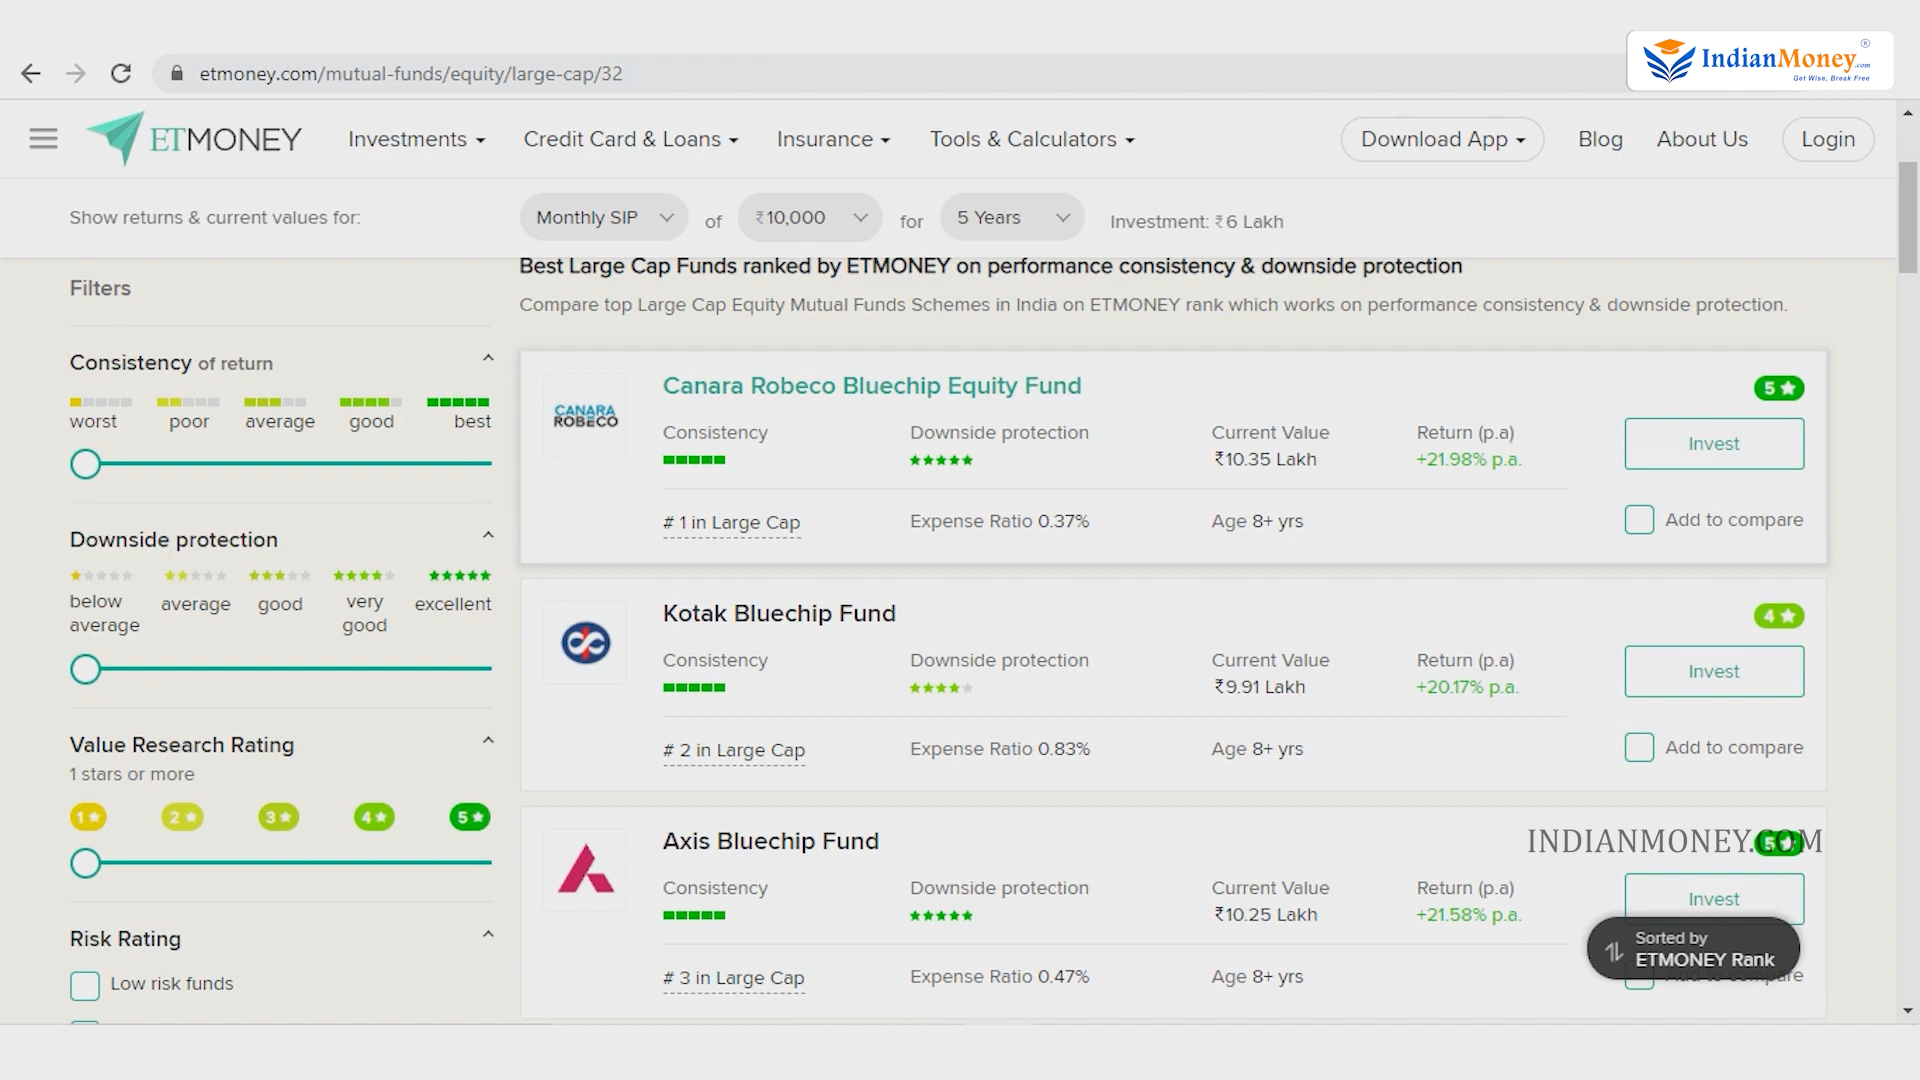 etmoney.com/mutual-funds/equity/large-cap/32
IndianMoney.com ®
Get Wise, Break Free
ETMONEY
Investments
Credit Card & Loans
Insurance
Tools & Calculators
Download App
Blog
About Us
Login
Show returns & current values for:
Monthly SIP of ₹10,000 for 5 Years Investment: ₹6 Lakh
Best Large Cap Funds ranked by ETMONEY on performance consistency & downside protection
Compare top Large Cap Equity Mutual Funds Schemes in India on ETMONEY rank which works on performance consistency & downside protection.
Filters
Consistency of return
worst poor average good best
Downside protection
below average average good very good excellent
Value Research Rating
1 stars or more
1 2 3 4 5
Risk Rating
Low risk funds
CANARA ROBECO
Canara Robeco Bluechip Equity Fund
5
Consistency Downside protection Current Value Return (p.a)
₹10.35 Lakh +21.98% p.a.
Invest
# 1 in Large Cap Expense Ratio 0.37% Age 8+ yrs
Add to compare
Kotak Bluechip Fund
4
Consistency Downside protection Current Value Return (p.a)
₹9.91 Lakh +20.17% p.a.
Invest
# 2 in Large Cap Expense Ratio 0.83% Age 8+ yrs
Add to compare
Axis Bluechip Fund
INDIANMONEY.COM
5
Consistency Downside protection Current Value Return (p.a)
₹10.25 Lakh +21.58% p.a.
Invest
# 3 in Large Cap Expense Ratio 0.47% Age 8+ yrs
Add to compare
Sorted by
ETMONEY Rank